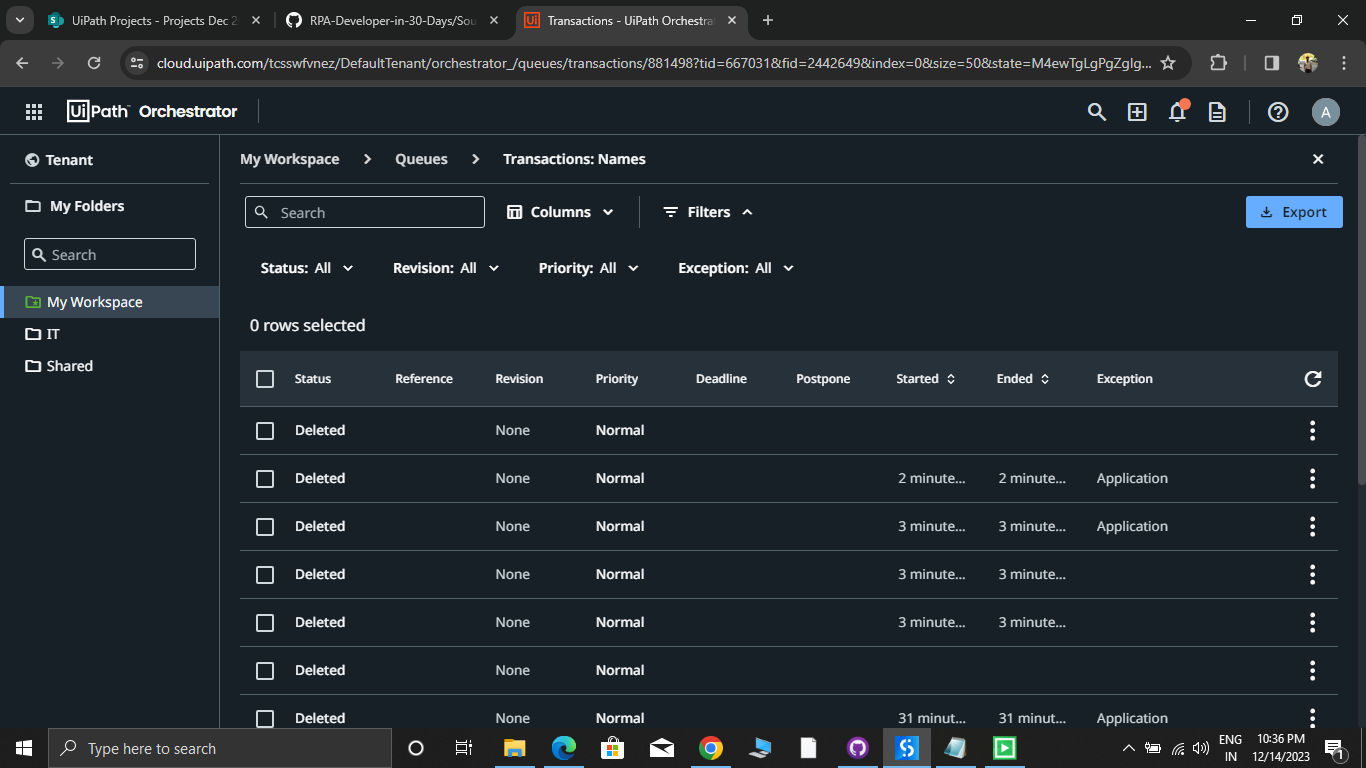 UiPath Projects - Projects Dec 2
RPA-Developer-in-30-Days/Sou
Transactions - UiPath Orchestra
cloud.uipath.com/tcsswfvnez/DefaultTenant/orchestrator_/queues/transactions/881498?tid=667031&fid=2442649&index=0&size=50&state=M4ewTgLgPgZglg...
UiPath Orchestrator
A
Tenant
My Workspace Queues Transactions: Names
My Folders
Search
Columns
Filters
Export
Search
Status: All Revision: All Priority: All Exception: All
My Workspace
IT
Shared
0 rows selected
Status Reference Revision Priority Deadline Postpone Started Ended Exception
Deleted None Normal
Deleted None Normal 2 minute... 2 minute... Application
Deleted None Normal 3 minute... 3 minute... Application
Deleted None Normal 3 minute... 3 minute...
Deleted None Normal 3 minute... 3 minute...
Deleted None Normal
Deleted None Normal 31 minut... 31 minut... Application
Type here to search
ENG
IN
10:36 PM
12/14/2023
1